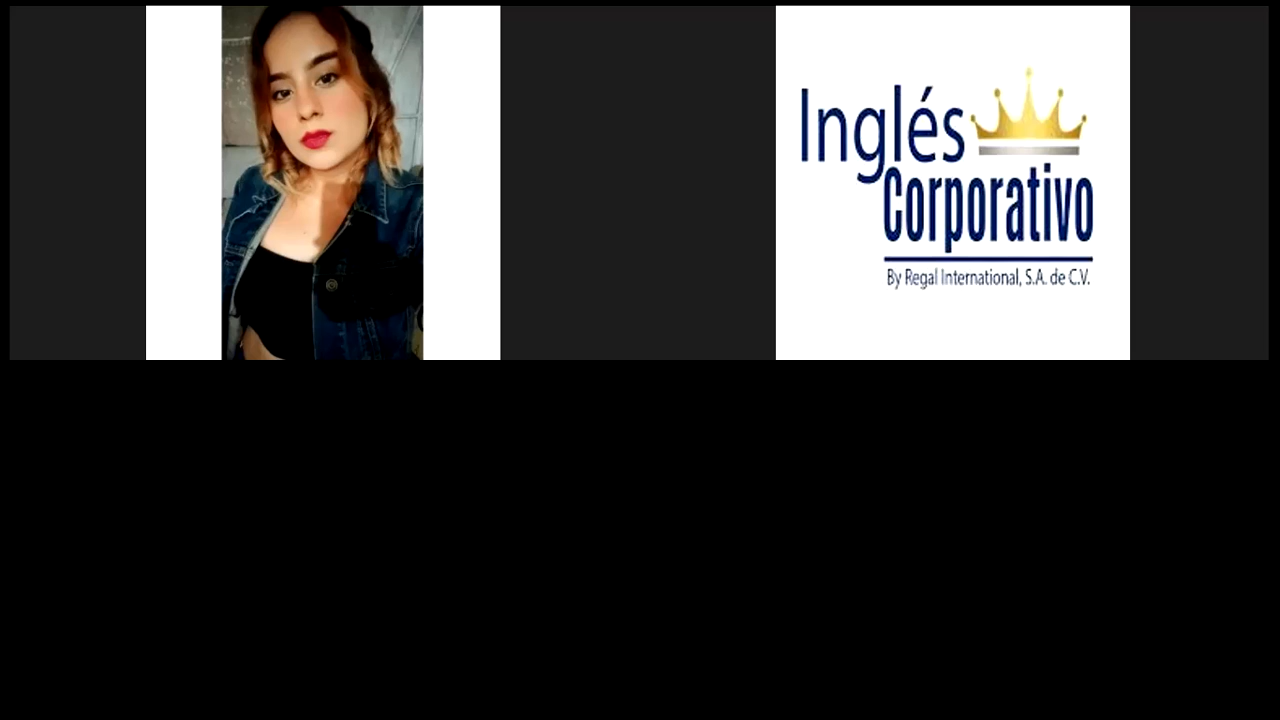 Inglés
Corporativo
By Regal International, S.A. de C.V.